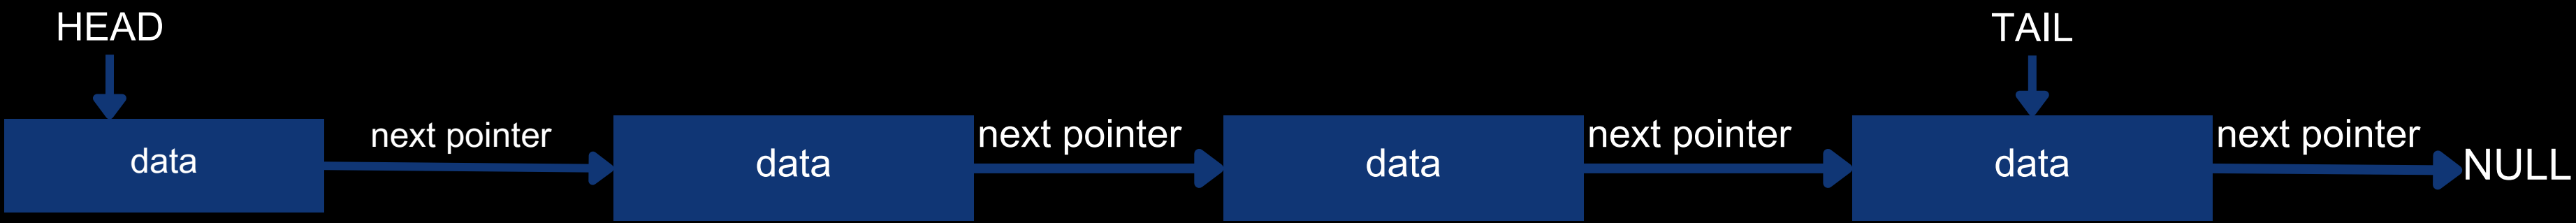 HEAD
TAIL
data
next pointer
data
next pointer
data
next pointer
data
next pointer
NULL